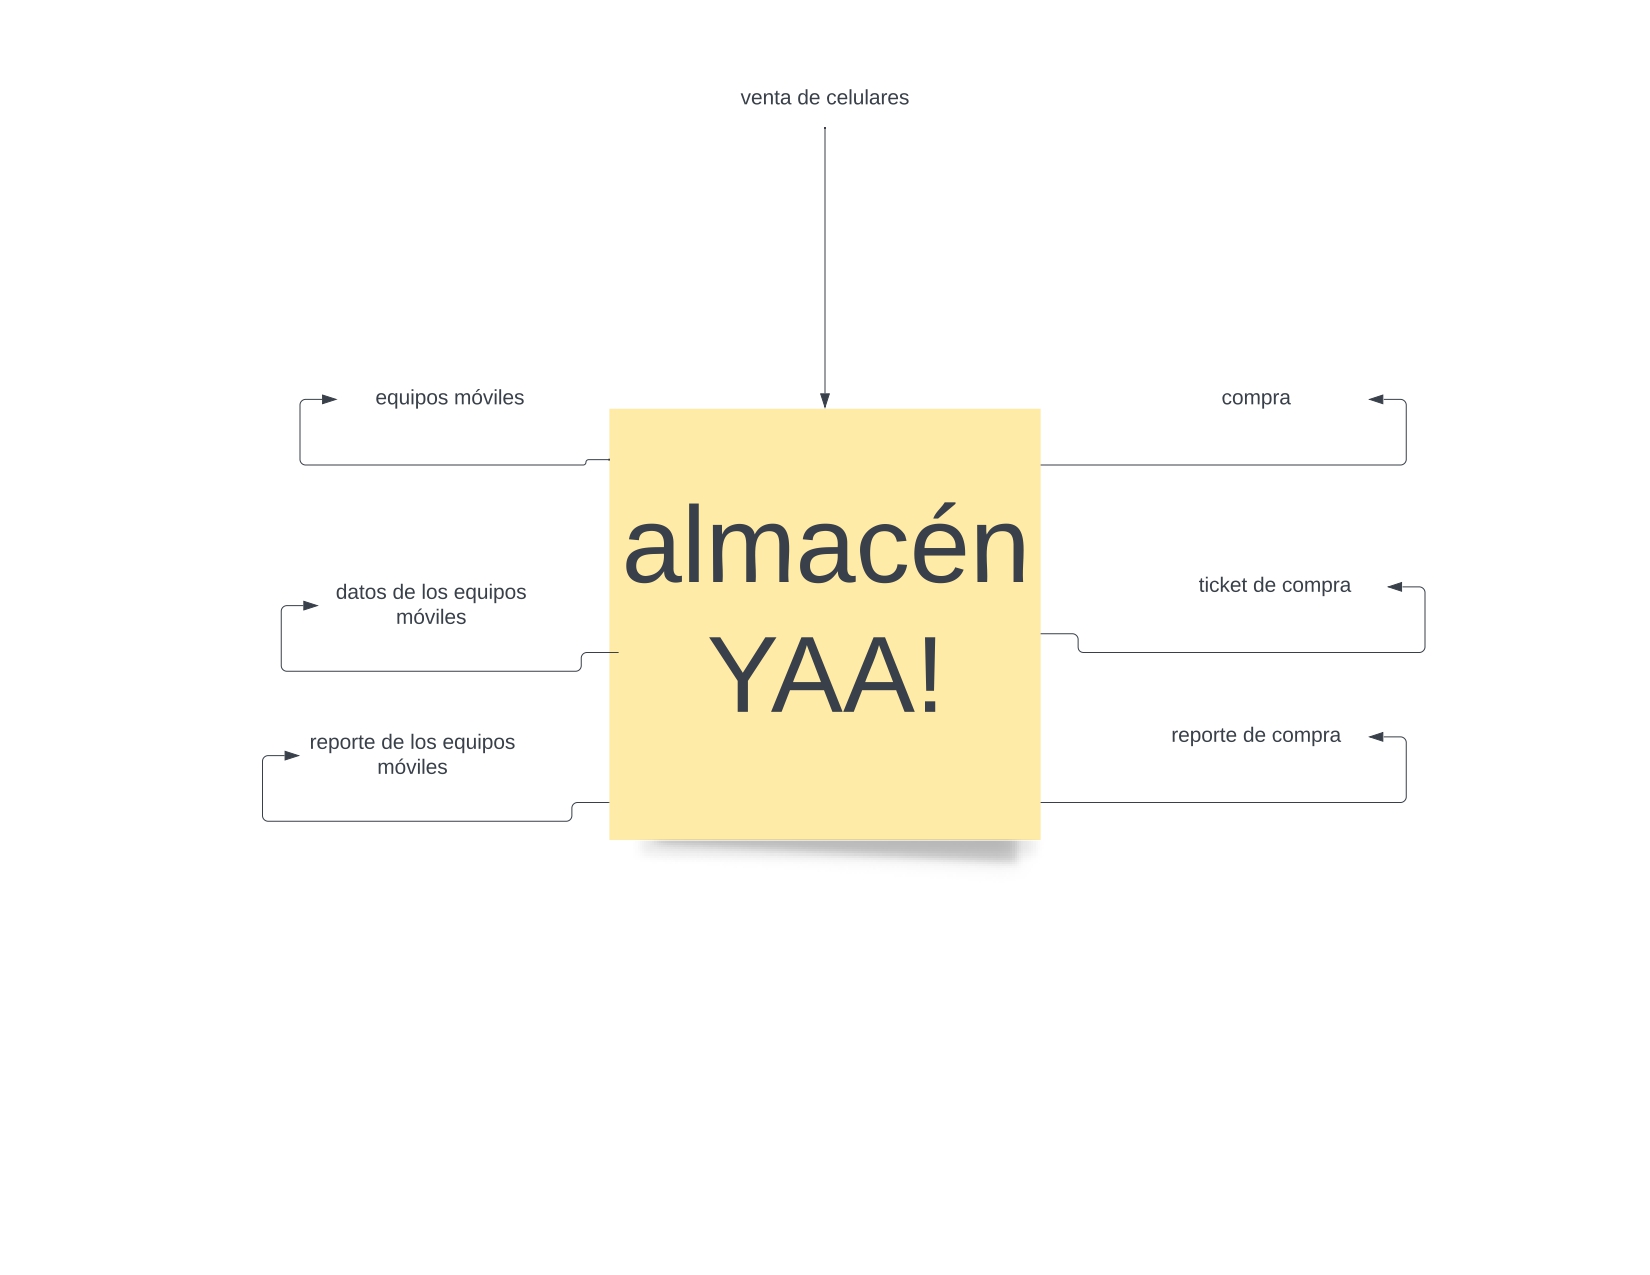 venta de celulares
equipos móviles
compra
almacén
YAA!
datos de los equipos
móviles
ticket de compra
reporte de los equipos
móviles
reporte de compra